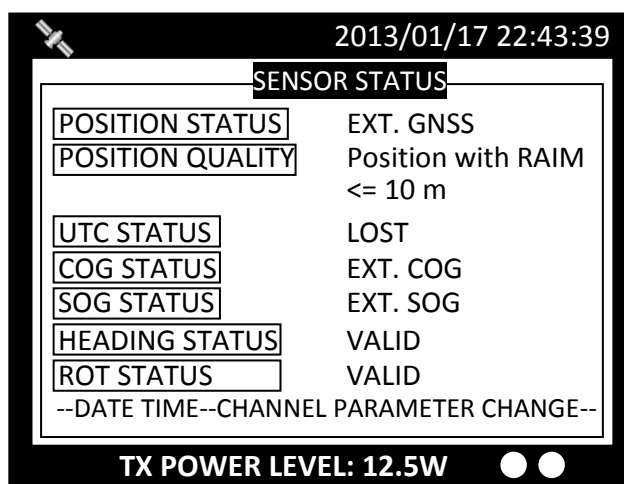 2013/01/17 22:43:39
SENSOR STATUS
POSITION STATUS EXT. GNSS
POSITION QUALITY Position with RAIM
<= 10 m
UTC STATUS LOST
COG STATUS EXT. COG
SOG STATUS EXT. SOG
HEADING STATUS VALID
ROT STATUS VALID
--DATE TIME--CHANNEL PARAMETER CHANGE--
TX POWER LEVEL: 12.5W